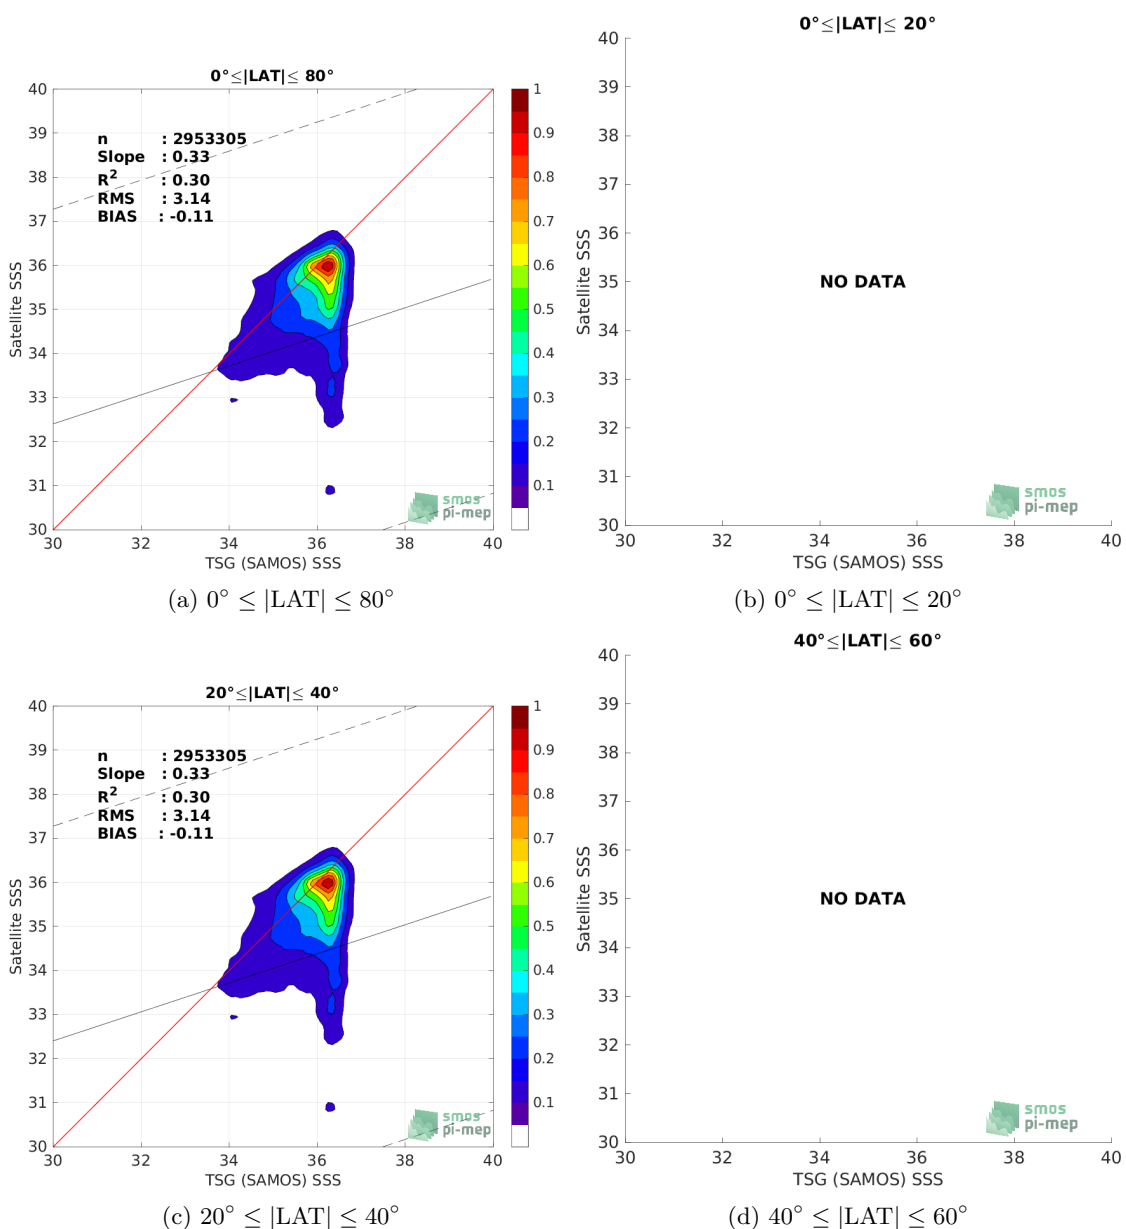 0°≤|LAT|≤ 80°
40
39
38
37
36
35
34
33
32
31
30
Satellite SSS
n : 2953305
Slope : 0.33
R² : 0.30
RMS : 3.14
BIAS : -0.11
smos
pi-mep
30 32 34 36 38 40
TSG (SAMOS) SSS
1
0.9
0.8
0.7
0.6
0.5
0.4
0.3
0.2
0.1
(a) 0° ≤ |LAT| ≤ 80°
0°≤|LAT|≤ 20°
40
39
38
37
36
35
34
33
32
31
30
Satellite SSS
NO DATA
smos
pi-mep
30 32 34 36 38 40
TSG (SAMOS) SSS
(b) 0° ≤ |LAT| ≤ 20°
20°≤|LAT|≤ 40°
40
39
38
37
36
35
34
33
32
31
30
Satellite SSS
n : 2953305
Slope : 0.33
R² : 0.30
RMS : 3.14
BIAS : -0.11
smos
pi-mep
30 32 34 36 38 40
TSG (SAMOS) SSS
1
0.9
0.8
0.7
0.6
0.5
0.4
0.3
0.2
0.1
(c) 20° ≤ |LAT| ≤ 40°
40°≤|LAT|≤ 60°
40
39
38
37
36
35
34
33
32
31
30
Satellite SSS
NO DATA
smos
pi-mep
30 32 34 36 38 40
TSG (SAMOS) SSS
(d) 40° ≤ |LAT| ≤ 60°